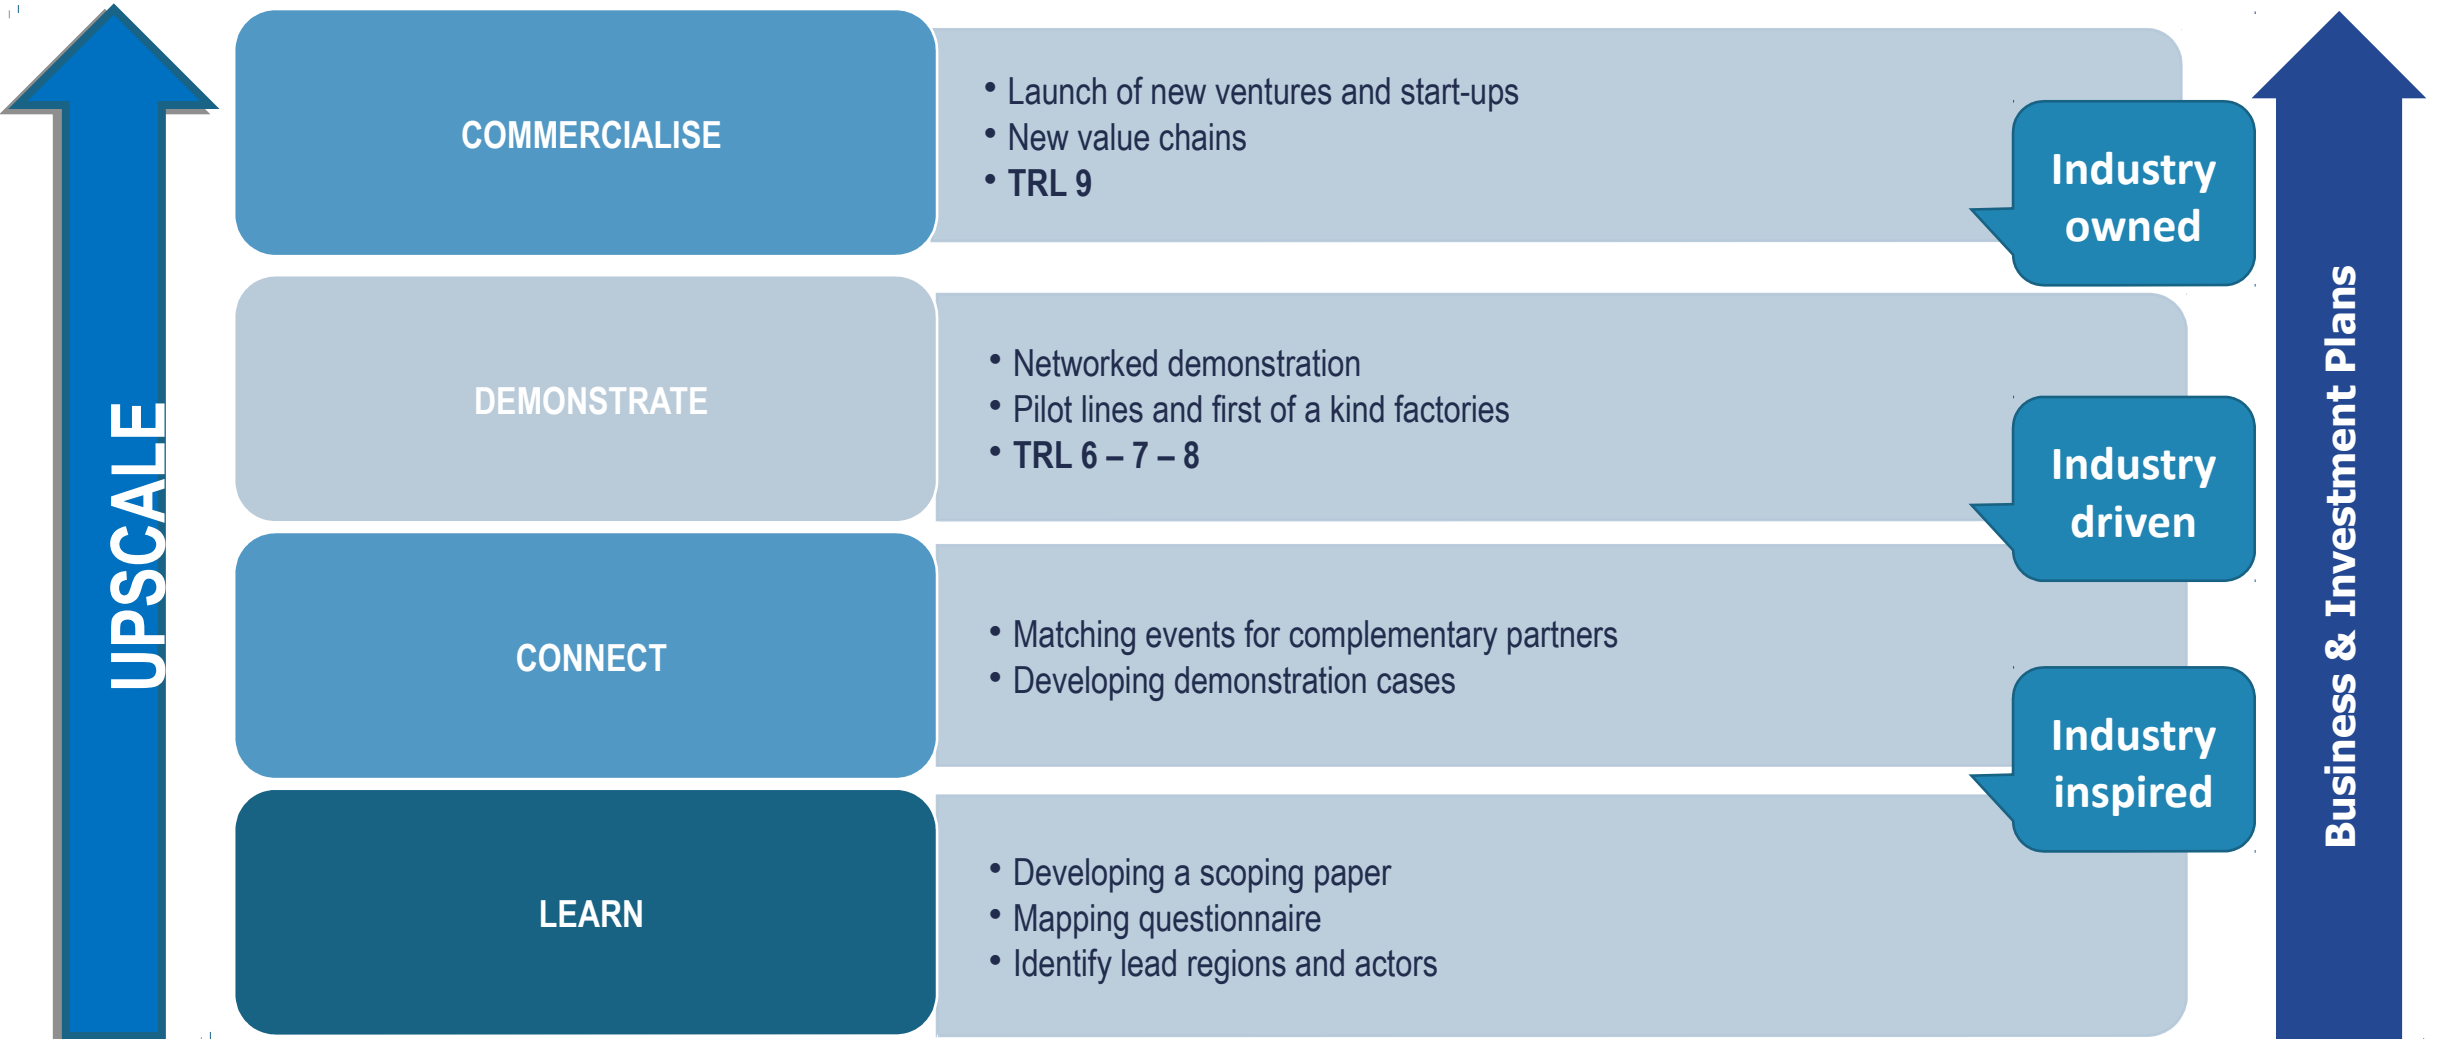 UPSCALE
COMMERCIALISE
• Launch of new ventures and start-ups
• New value chains
• TRL 9
Industry
owned
DEMONSTRATE
• Networked demonstration
• Pilot lines and first of a kind factories
• TRL 6 – 7 – 8
Industry
driven
CONNECT
• Matching events for complementary partners
• Developing demonstration cases
Industry
inspired
LEARN
• Developing a scoping paper
• Mapping questionnaire
• Identify lead regions and actors
Business & Investment Plans